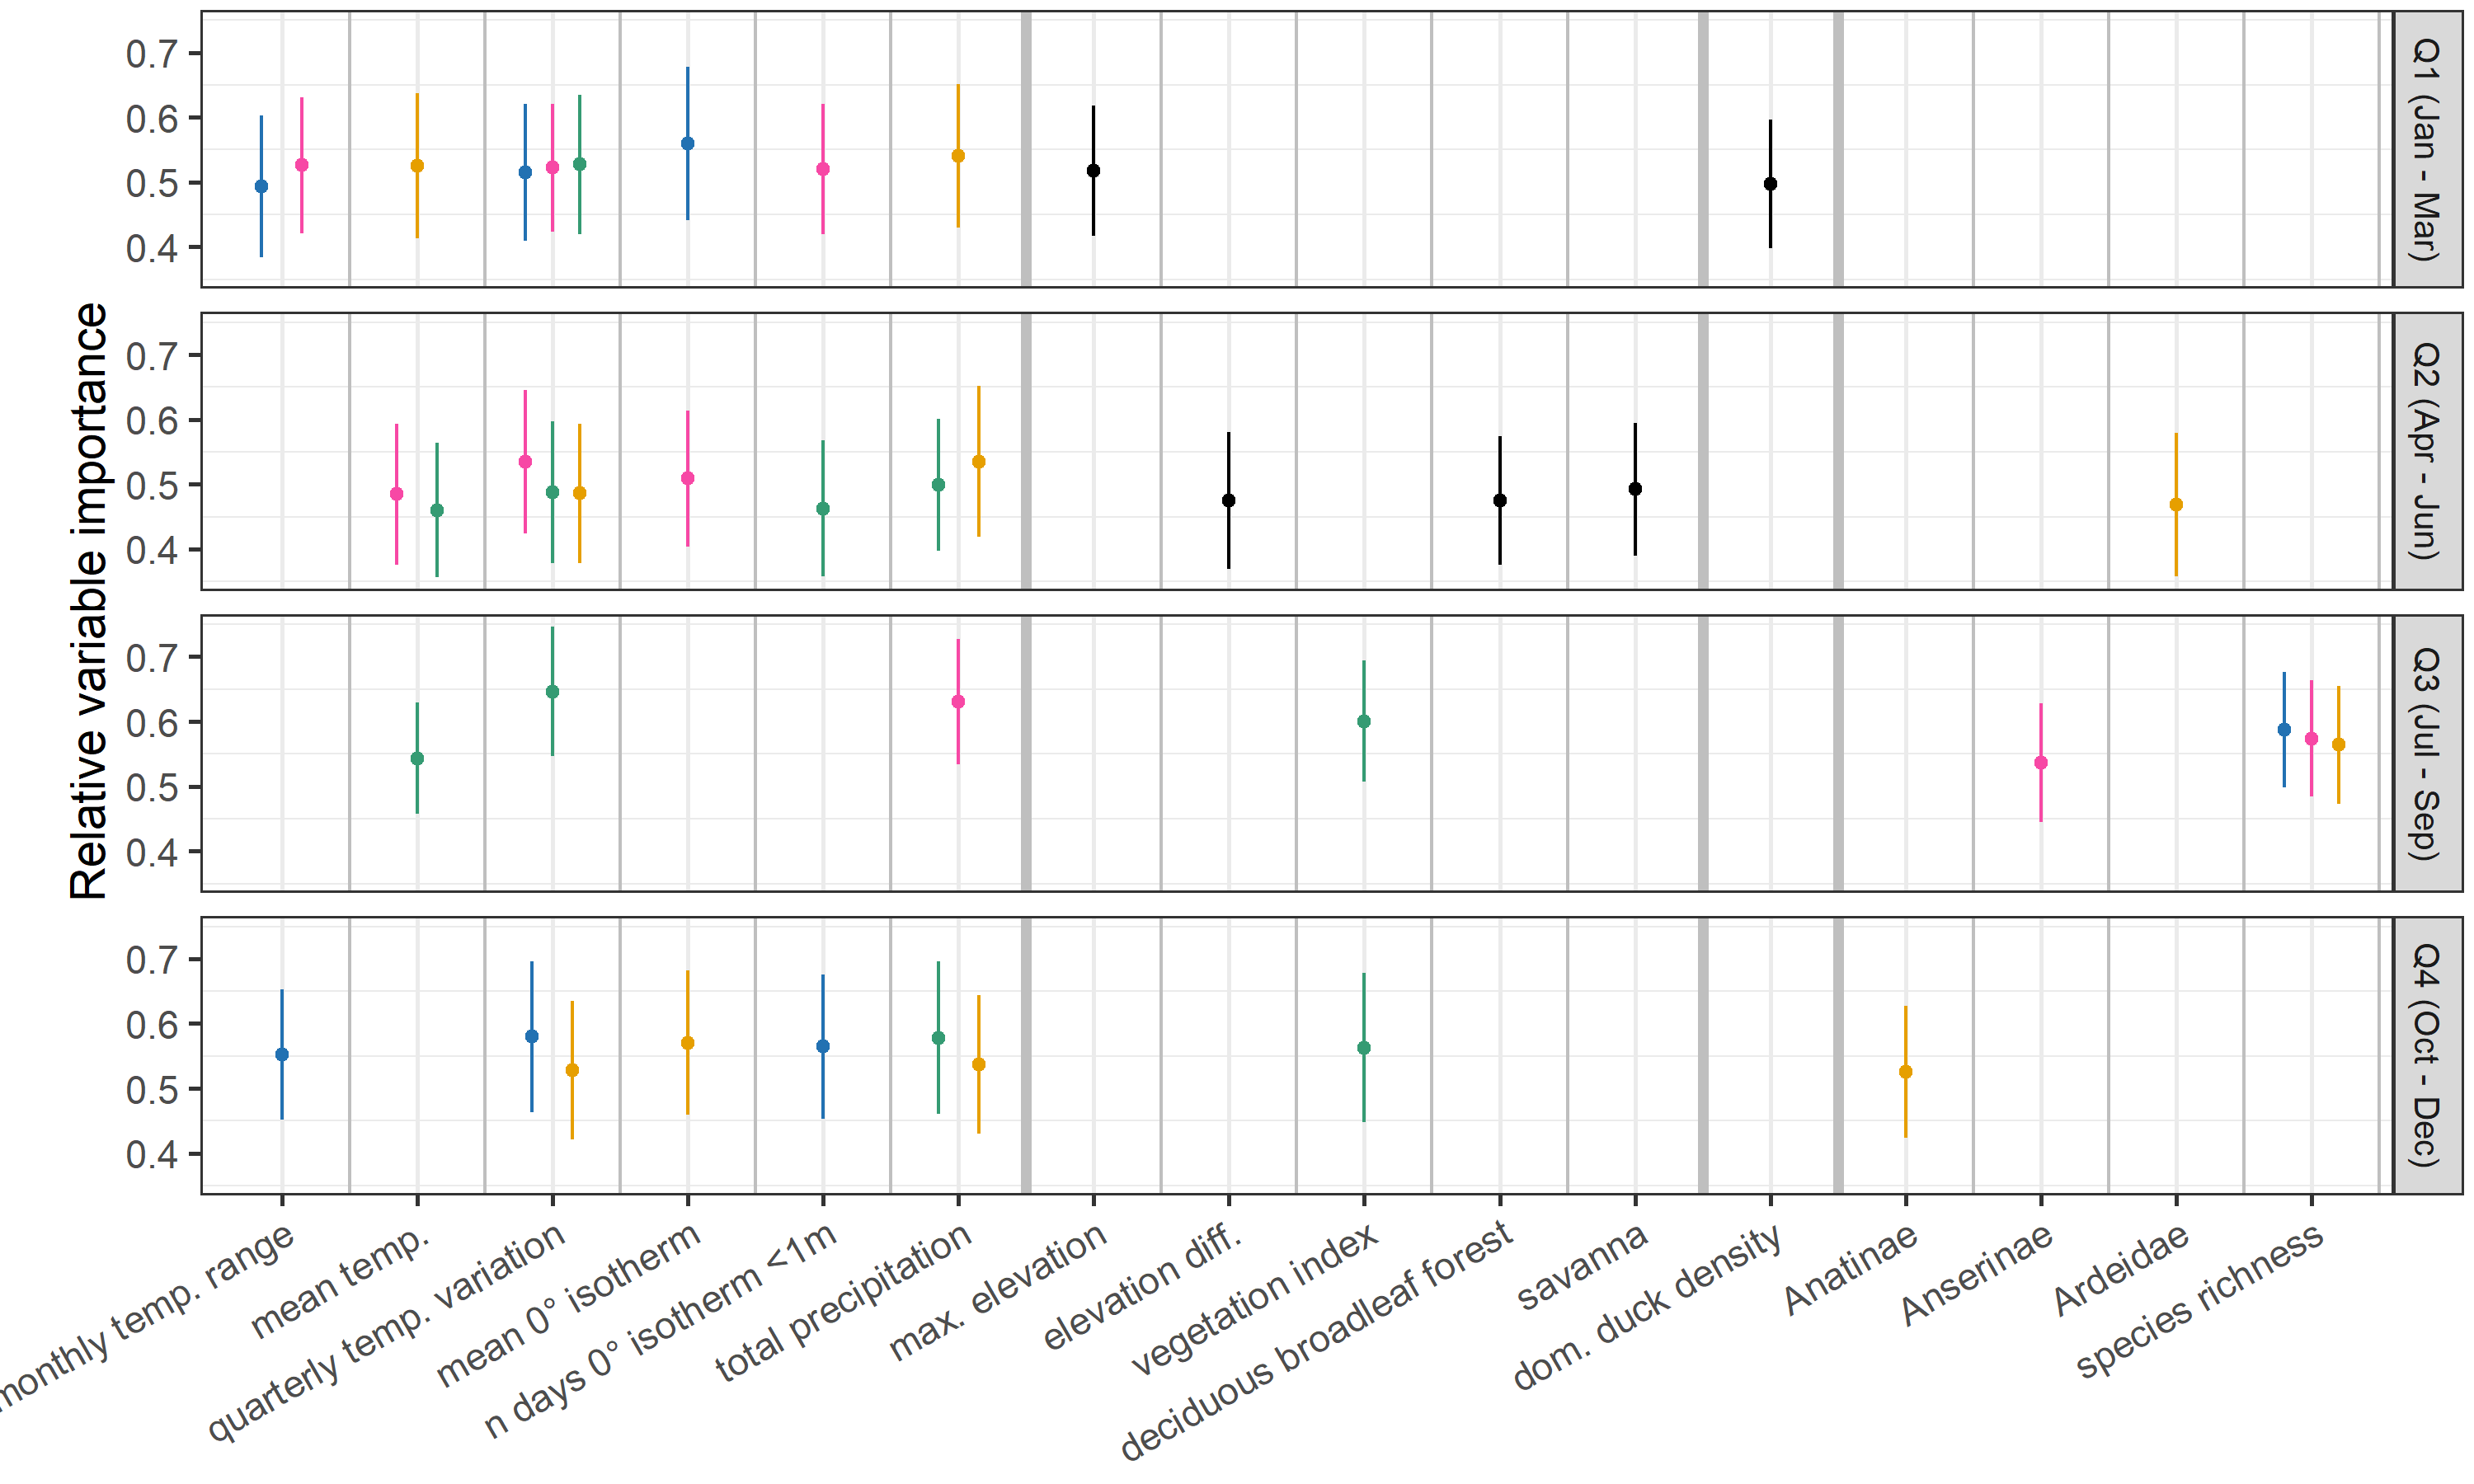 Relative variable importance
0.7
0.6
0.5
0.4
Q1 (Jan - Mar)
0.7
0.6
0.5
0.4
Q2 (Apr - Jun)
0.7
0.6
0.5
0.4
Q3 (Jul - Sep)
0.7
0.6
0.5
0.4
Q4 (Oct - Dec)
monthly temp. range
mean temp.
quarterly temp. variation
mean 0° isotherm
n days 0° isotherm <1m
total precipitation
max. elevation
elevation diff.
vegetation index
deciduous broadleaf forest
savanna
dom. duck density
Anatinae
Anserinae
Ardeidae
species richness